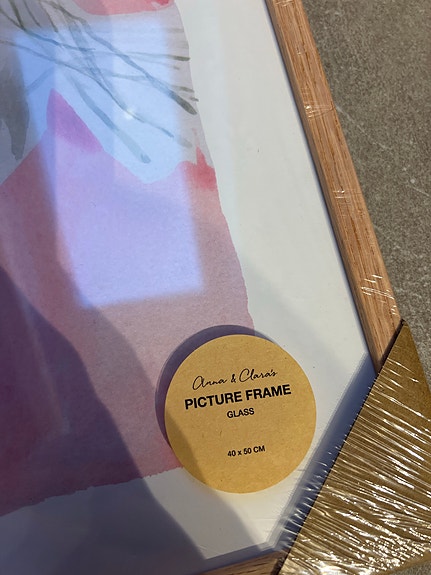 Anna & Clara's
PICTURE FRAME
GLASS
40 x 50 CM